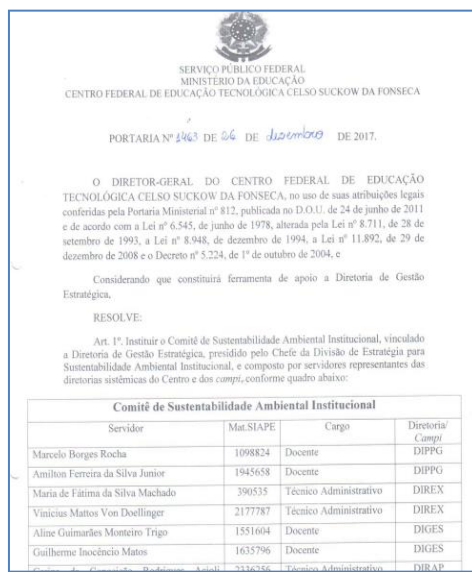 SERVIÇO PÚBLICO FEDERAL
MINISTÉRIO DA EDUCAÇÃO
CENTRO FEDERAL DE EDUCAÇÃO TECNOLÓGICA CELSO SUCKOW DA FONSECA
PORTARIA Nº 1463 DE 26 DE dezembro DE 2017.
O DIRETOR-GERAL DO CENTRO FEDERAL DE EDUCAÇÃO
TECNOLÓGICA CELSO SUCKOW DA FONSECA, no uso de suas atribuições legais
conferidas pela Portaria Ministerial nº 812, publicada no D.O.U. de 24 de junho de 2011
e de acordo com a Lei nº 6.545, de junho de 1978, alterada pela Lei nº 8.711, de 28 de
setembro de 1993, a Lei nº 8.948, de dezembro de 1994, a Lei nº 11.892, de 29 de
dezembro de 2008 e o Decreto nº 5.224, de 1º de outubro de 2004, e
Considerando que constituirá ferramenta de apoio a Diretoria de Gestão
Estratégica,
RESOLVE:
Art. 1º. Instituir o Comitê de Sustentabilidade Ambiental Institucional, vinculado
a Diretoria de Gestão Estratégica, presidido pelo Chefe da Divisão de Estratégia para
Sustentabilidade Ambiental Institucional, e composto por servidores representantes das
diretorias sistêmicas do Centro e dos campi, conforme quadro abaixo:
Comitê de Sustentabilidade Ambiental Institucional
Servidor Mat.SIAPE Cargo Diretoria/
Campi
Marcelo Borges Rocha 1098824 Docente DIPPG
Amilton Ferreira da Silva Junior 1945658 Docente DIPPG
Maria de Fátima da Silva Machado 390535 Técnico Administrativo DIREX
Vinicius Mattos Von Doellinger 2177787 Técnico Administrativo DIREX
Aline Guimarães Monteiro Trigo 1551604 Docente DIGES
Guilherme Inocêncio Matos 1635796 Docente DIGES
da Conceição Rodrigues 2336256 Técnico Administrativo DIRAP